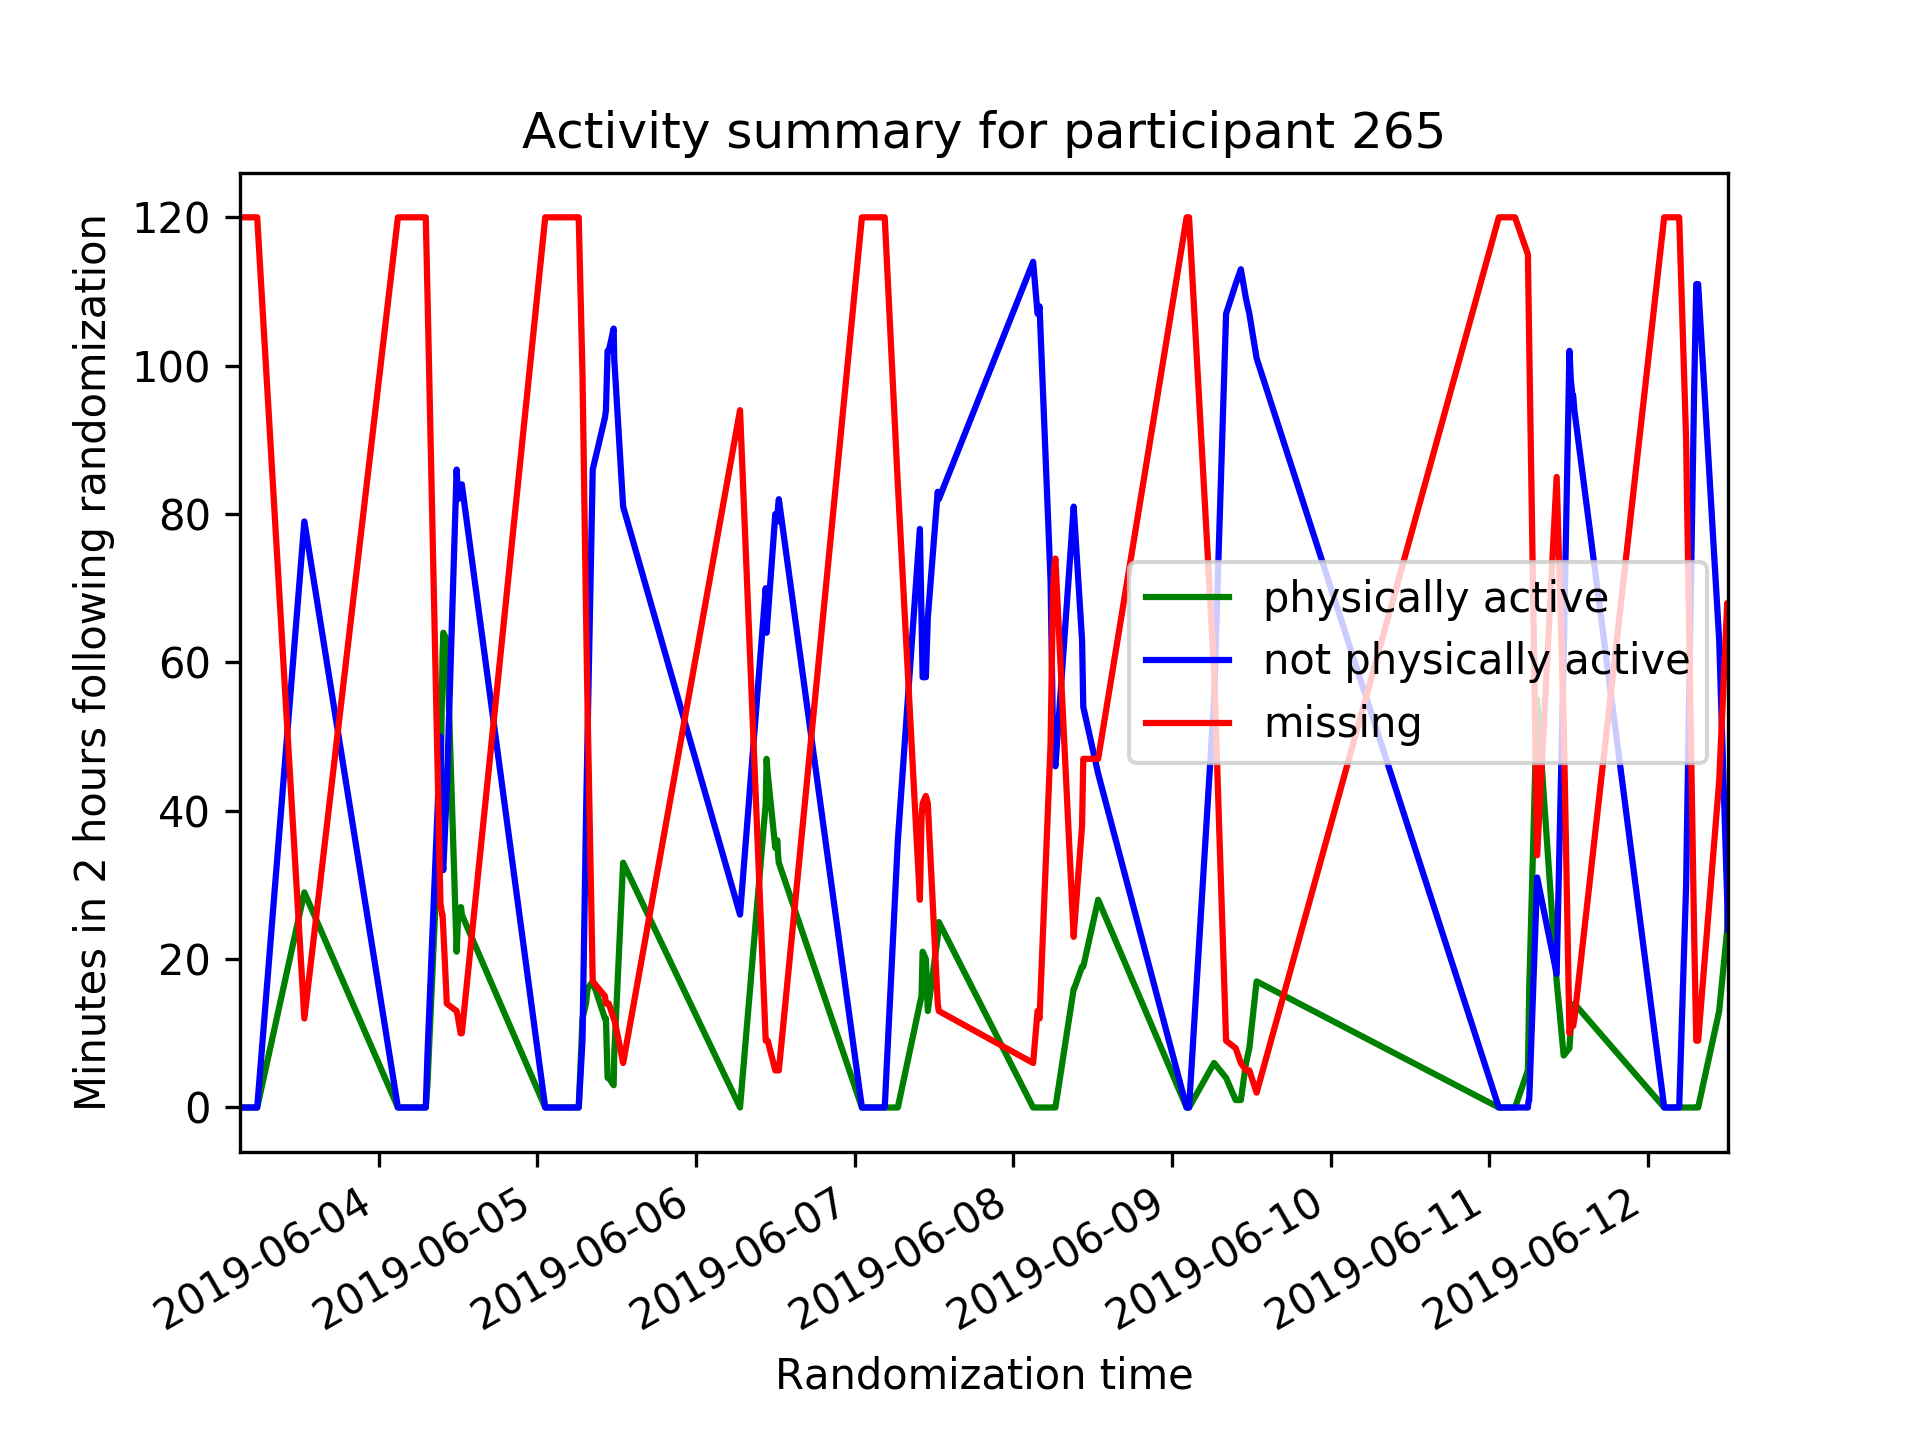 Activity summary for participant 265
Minutes in 2 hours following randomization
120
100
80
60
40
20
0
physically active
not physically active
missing
2019-06-04
2019-06-05
2019-06-06
2019-06-07
2019-06-08
2019-06-09
2019-06-10
2019-06-11
2019-06-12
Randomization time